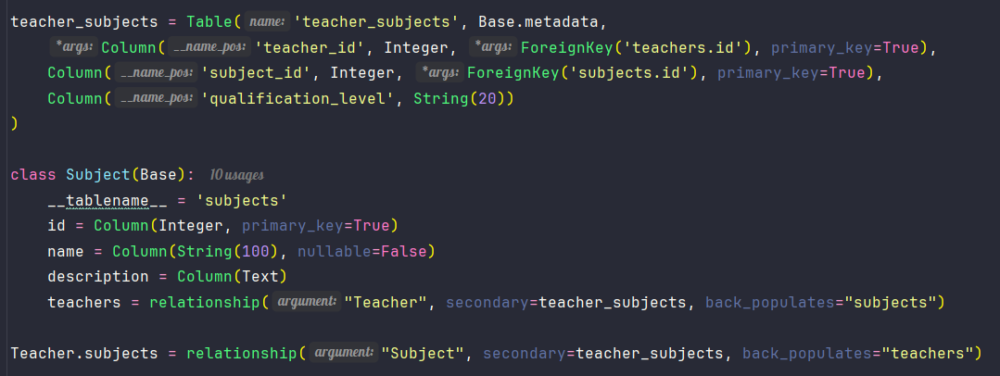 teacher_subjects = Table( name: 'teacher_subjects', Base.metadata,
    *args: Column( __name_pos: 'teacher_id', Integer, *args: ForeignKey('teachers.id'), primary_key=True),
    Column( __name_pos: 'subject_id', Integer, *args: ForeignKey('subjects.id'), primary_key=True),
    Column( __name_pos: 'qualification_level', String(20))
)
class Subject(Base): 10 usages
    __tablename__ = 'subjects'
    id = Column(Integer, primary_key=True)
    name = Column(String(100), nullable=False)
    description = Column(Text)
    teachers = relationship( argument: "Teacher", secondary=teacher_subjects, back_populates="subjects")
Teacher.subjects = relationship( argument: "Subject", secondary=teacher_subjects, back_populates="teachers")